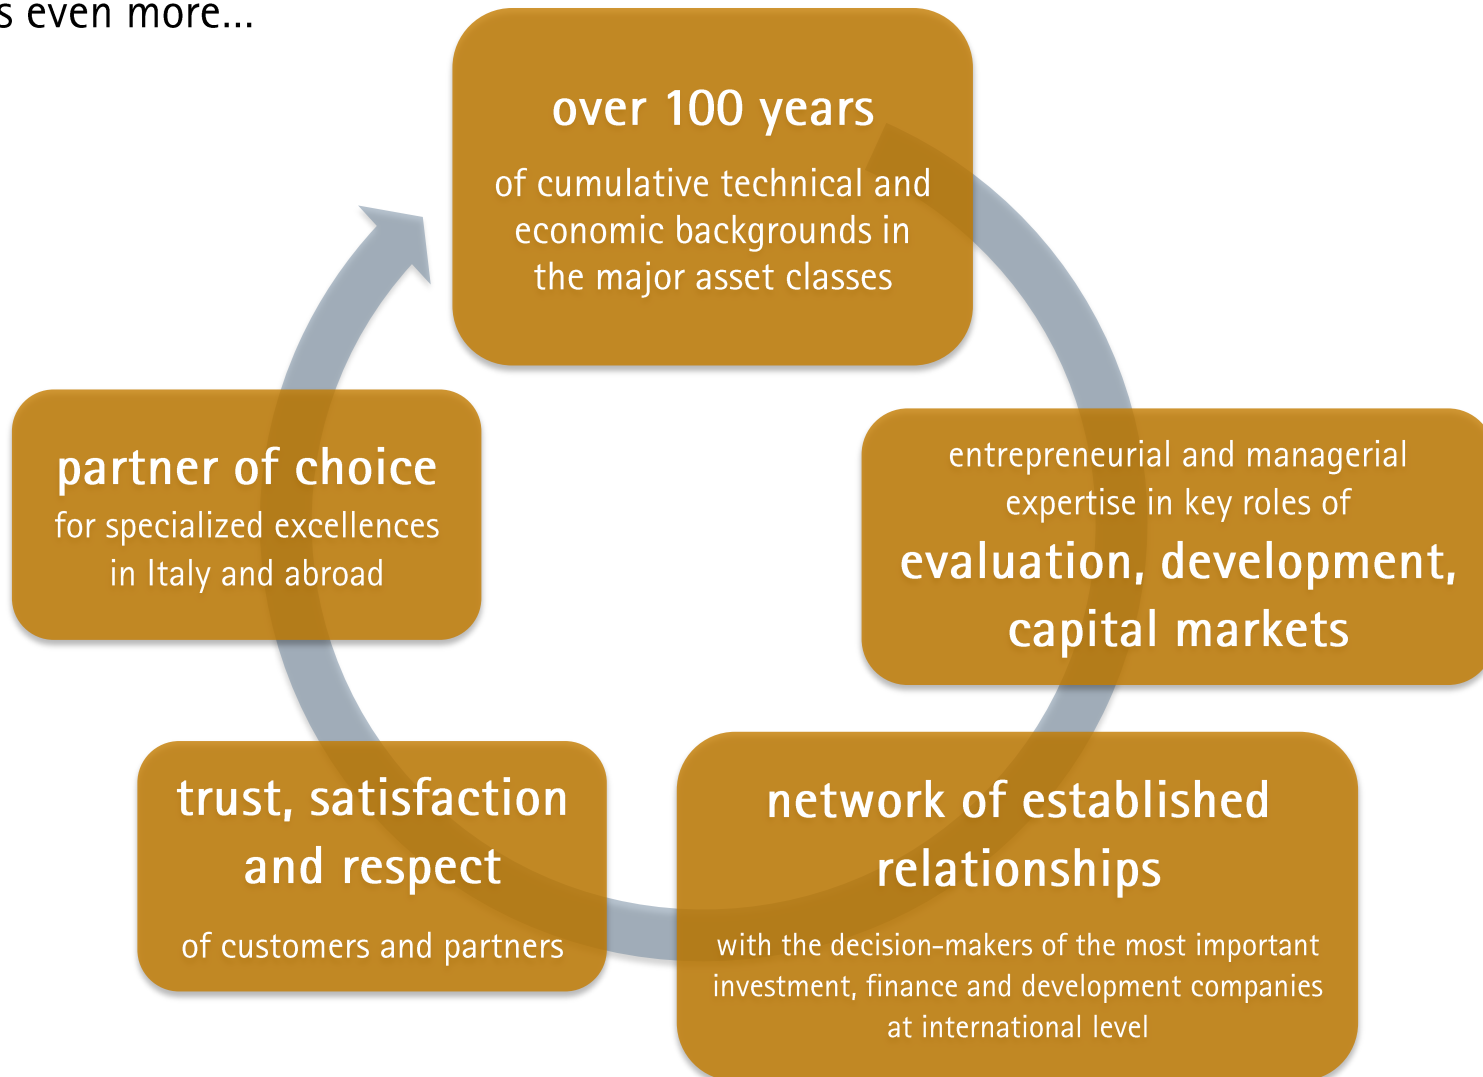 s even more...
over 100 years
of cumulative technical and
economic backgrounds in
the major asset classes
entrepreneurial and managerial
expertise in key roles of
evaluation, development,
capital markets
network of established
relationships
with the decision-makers of the most important
investment, finance and development companies
at international level
trust, satisfaction
and respect
of customers and partners
partner of choice
for specialized excellences
in Italy and abroad